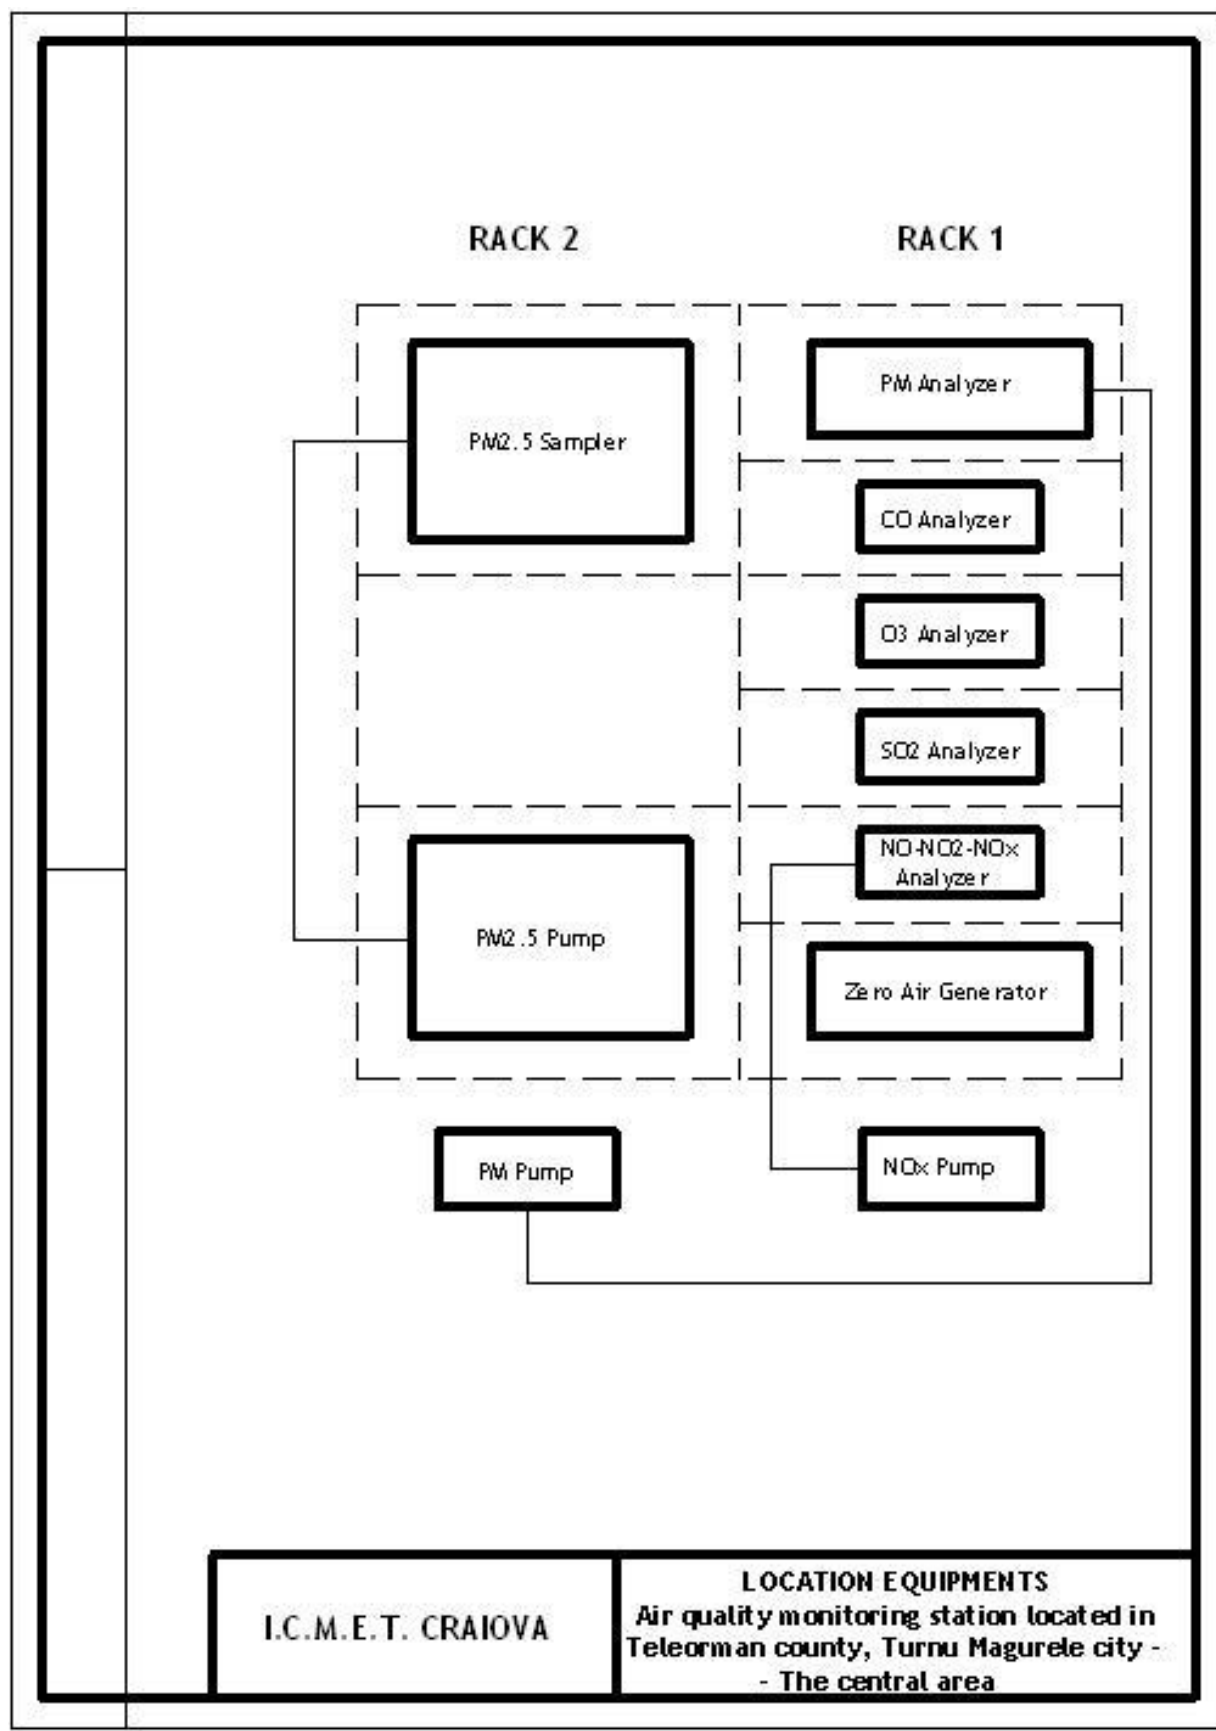 RACK 2
RACK 1
PM2.5 Sampler
PM Analyzer
CO Analyzer
O3 Analyzer
SO2 Analyzer
NO-NO2-NOx
Analyzer
PM2.5 Pump
Zero Air Generator
PM Pump
NOx Pump
I.C.M.E.T. CRAIOVA
LOCATION EQUIPMENTS
Air quality monitoring station located in
Teleorman county, Turnu Magurele city -
- The central area